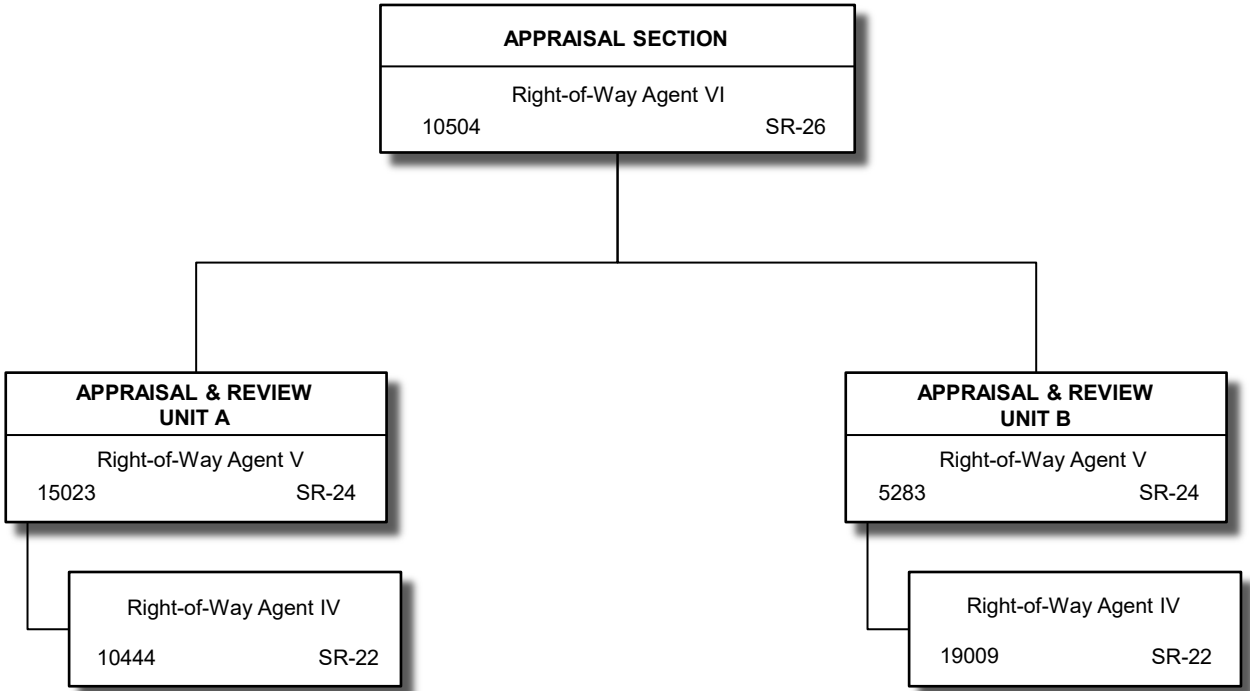 APPRAISAL SECTION
Right-of-Way Agent VI
10504 SR-26
APPRAISAL & REVIEW
UNIT A
Right-of-Way Agent V
15023 SR-24
Right-of-Way Agent IV
10444 SR-22
APPRAISAL & REVIEW
UNIT B
Right-of-Way Agent V
5283 SR-24
Right-of-Way Agent IV
19009 SR-22